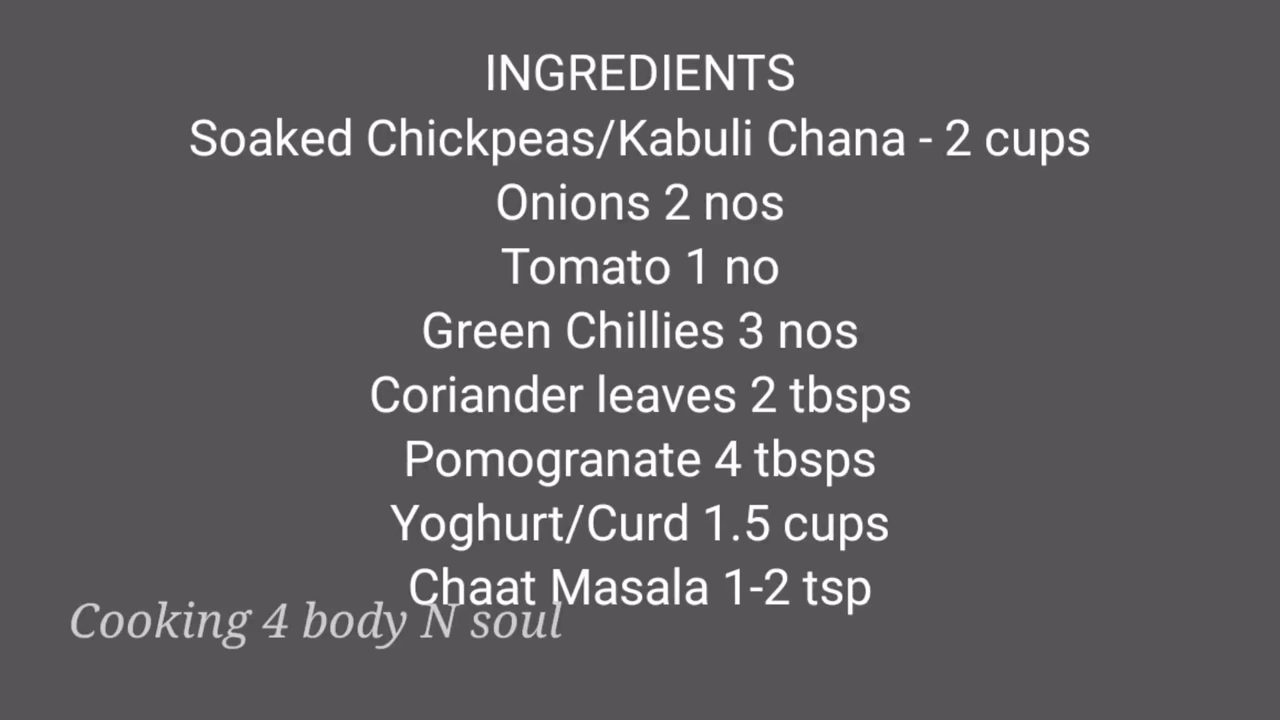 INGREDIENTS
Soaked Chickpeas/Kabuli Chana - 2 cups
Onions 2 nos
Tomato 1 no
Green Chillies 3 nos
Coriander leaves 2 tbsps
Pomogranate 4 tbsps
Yoghurt/Curd 1.5 cups
Chaat Masala 1-2 tsp
Cooking 4 body N soul